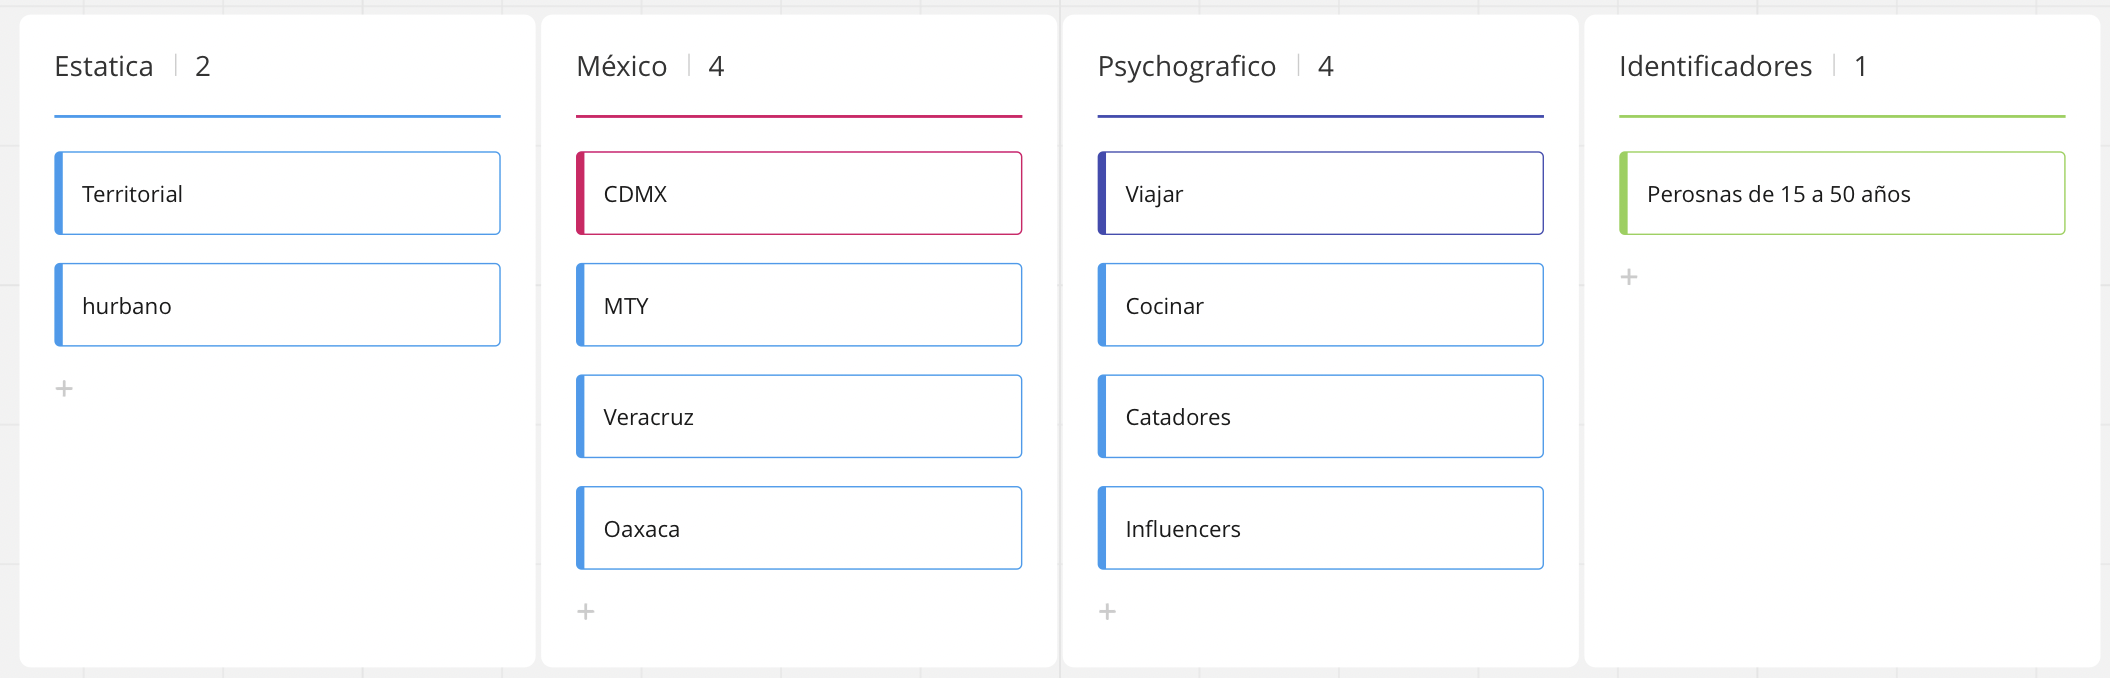 Estatica | 2
Territorial
hurbano
México | 4
CDMX
MTY
Veracruz
Oaxaca
Psychografico | 4
Viajar
Cocinar
Catadores
Influencers
Identificadores | 1
Perosnas de 15 a 50 años